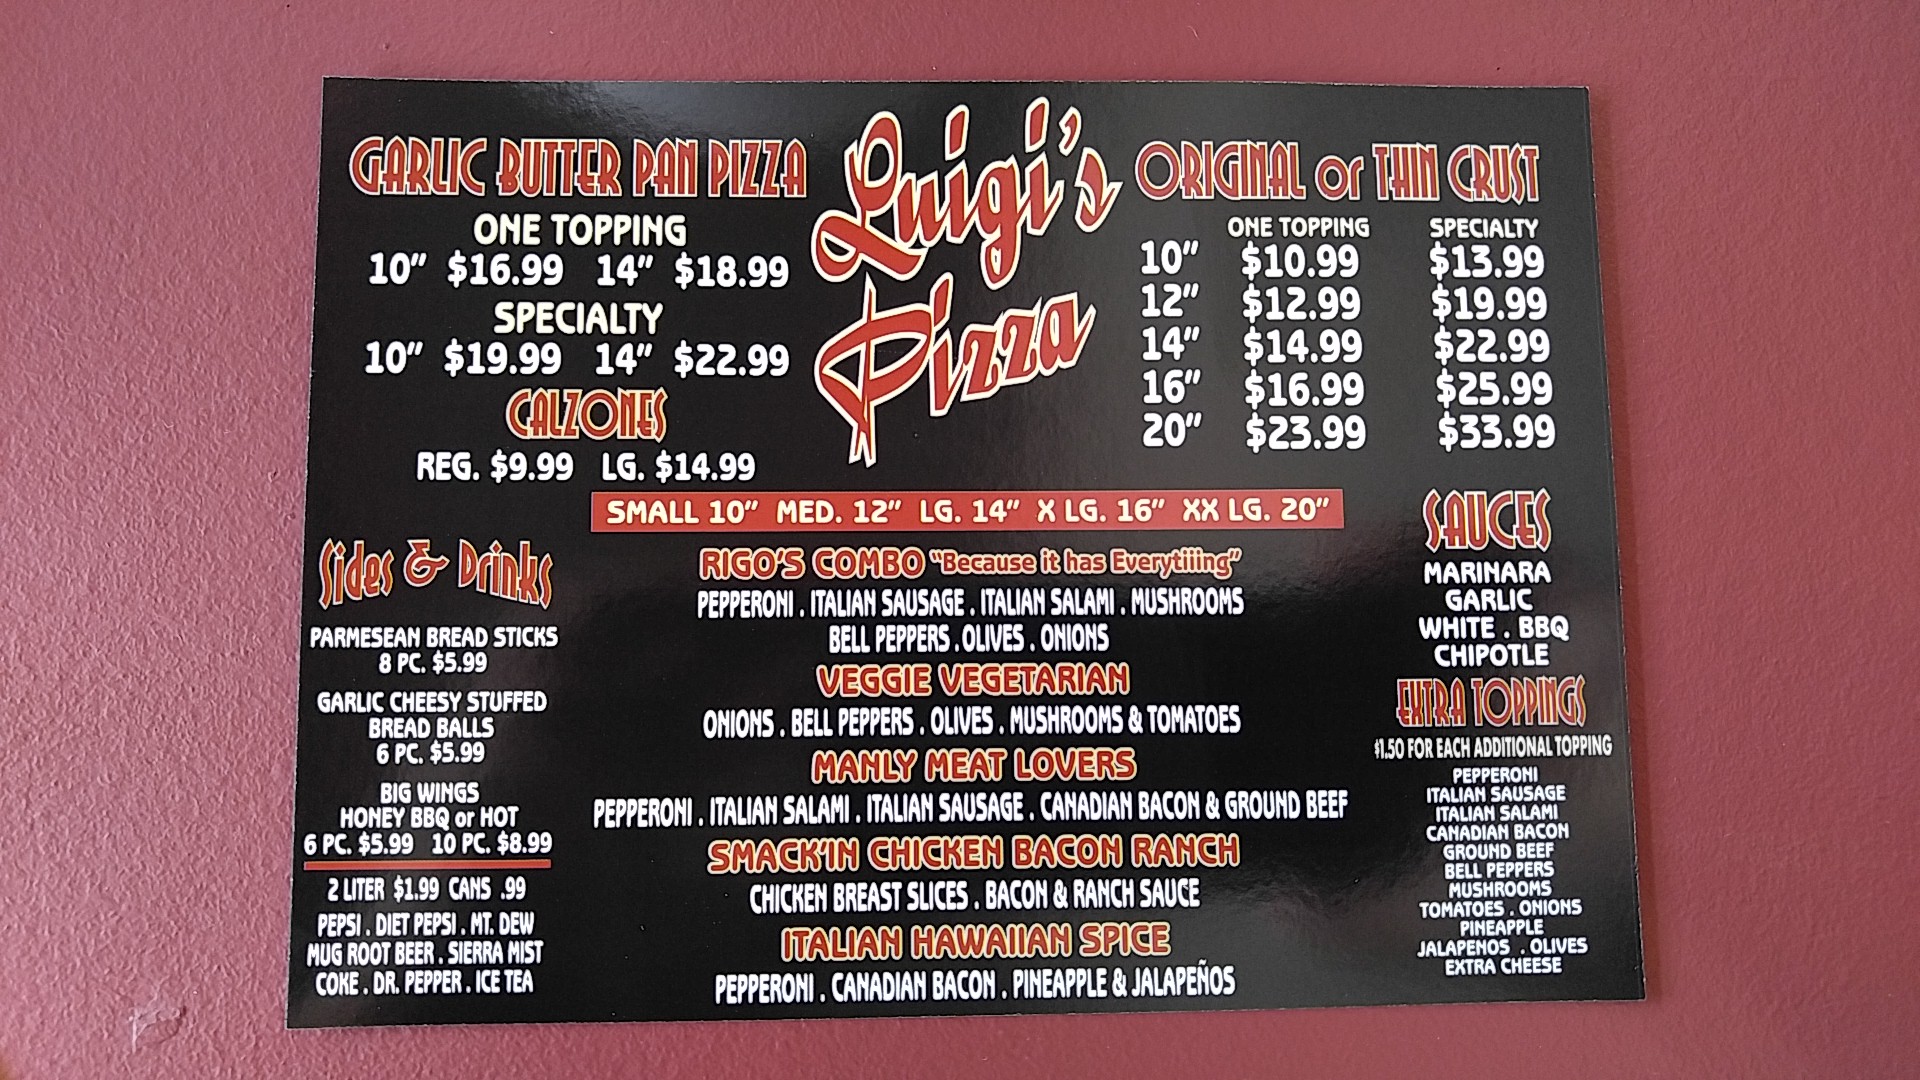 Luigi's
Pizza
GARLIC BUTTER PAN PIZZA
ONE TOPPING
10" $16.99 14" $18.99
SPECIALTY
10" $19.99 14" $22.99
CALZONES
REG. $9.99 LG. $14.99
ORIGINAL or THIN CRUST
ONE TOPPING SPECIALTY
10" $10.99 $13.99
12" $12.99 $19.99
14" $14.99 $22.99
16" $16.99 $25.99
20" $23.99 $33.99
SMALL 10" MED. 12" LG. 14" X LG. 16" XX LG. 20"
Sides & Drinks
PARMESEAN BREAD STICKS
8 PC. $5.99
GARLIC CHEESY STUFFED
BREAD BALLS
6 PC. $5.99
BIG WINGS
HONEY BBQ or HOT
6 PC. $5.99 10 PC. $8.99
2 LITER $1.99 CANS .99
PEPSI . DIET PEPSI . MT. DEW
MUG ROOT BEER . SIERRA MIST
COKE . DR. PEPPER . ICE TEA
RIGO'S COMBO "Because it has Everytiiing"
PEPPERONI . ITALIAN SAUSAGE . ITALIAN SALAMI . MUSHROOMS
BELL PEPPERS . OLIVES . ONIONS
VEGGIE VEGETARIAN
ONIONS . BELL PEPPERS . OLIVES . MUSHROOMS & TOMATOES
MANLY MEAT LOVERS
PEPPERONI . ITALIAN SALAMI . ITALIAN SAUSAGE . CANADIAN BACON & GROUND BEEF
SMACK'IN CHICKEN BACON RANCH
CHICKEN BREAST SLICES . BACON & RANCH SAUCE
ITALIAN HAWAIIAN SPICE
PEPPERONI . CANADIAN BACON . PINEAPPLE & JALAPEÑOS
SAUCES
MARINARA
GARLIC
WHITE . BBQ
CHIPOTLE
EXTRA TOPPINGS
$1.50 FOR EACH ADDITIONAL TOPPING
PEPPERONI
ITALIAN SAUSAGE
ITALIAN SALAMI
CANADIAN BACON
GROUND BEEF
BELL PEPPERS
MUSHROOMS
TOMATOES . ONIONS
PINEAPPLE
JALAPENOS . OLIVES
EXTRA CHEESE